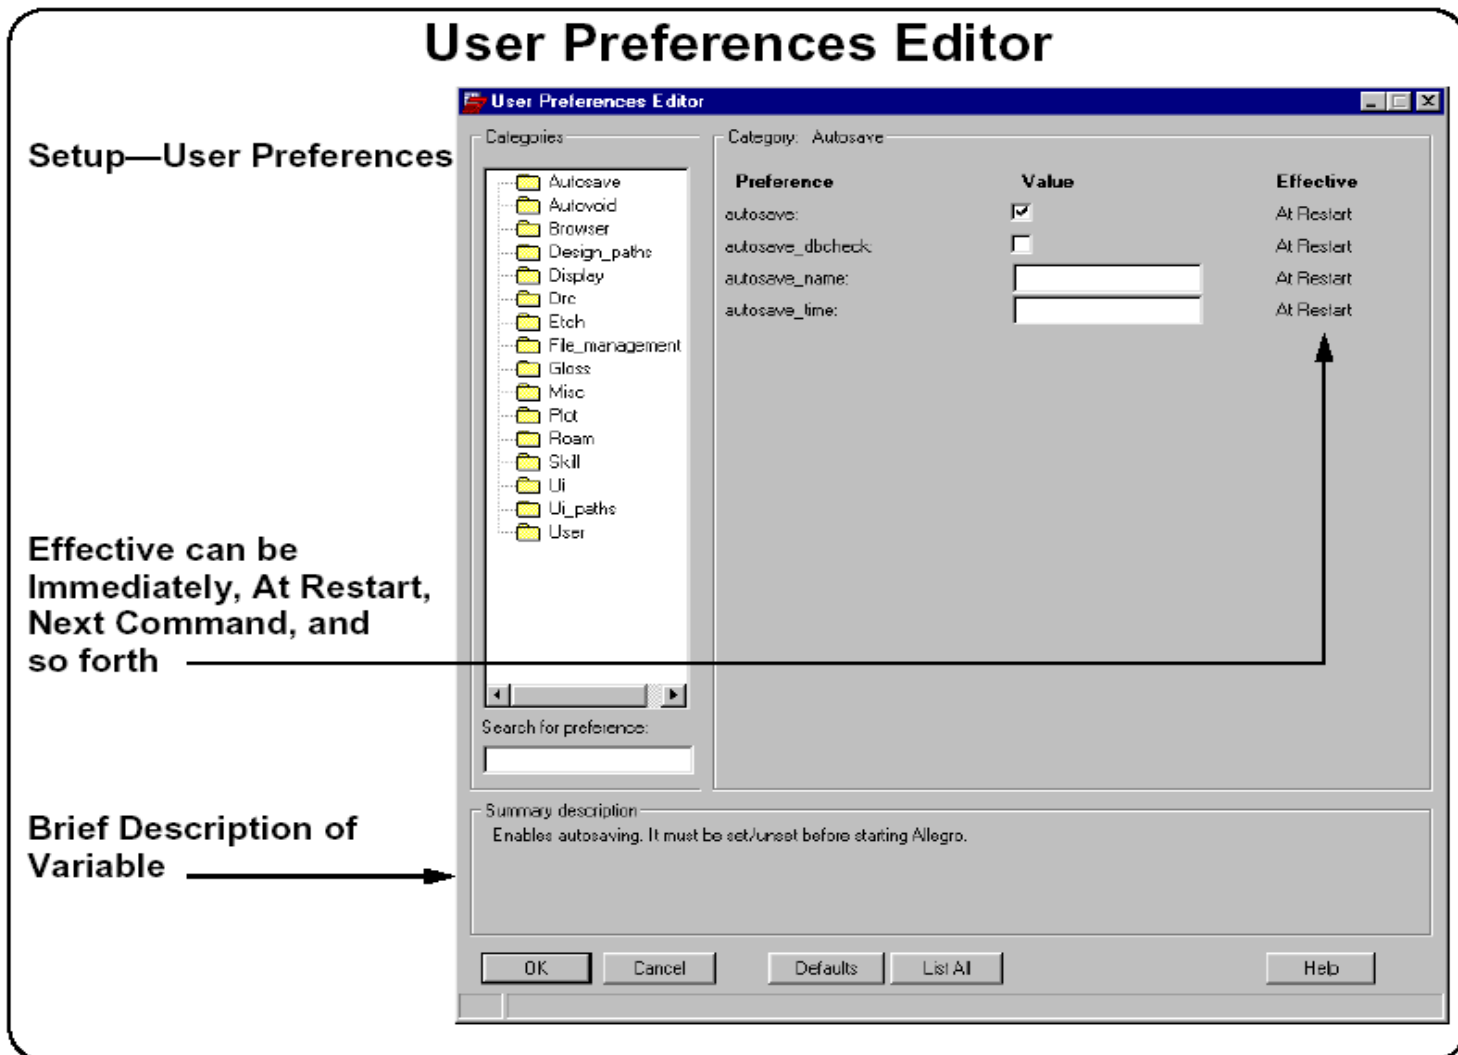 User Preferences Editor
User Preferences Editor
Setup—User Preferences
Categories
Autosave
Autovoid
Browser
Design_paths
Display
Drc
Etch
File_management
Gloss
Misc
Plot
Roam
Skill
Ui
Ui_paths
User
Search for preference:
Category: Autosave
Preference Value Effective
autosave: At Restart
autosave_dbcheck: At Restart
autosave_name: At Restart
autosave_time: At Restart
Effective can be
Immediately, At Restart,
Next Command, and
so forth
Brief Description of
Variable
Summary description
Enables autosaving. It must be set/unset before starting Allegro.
OK Cancel Defaults List All Help